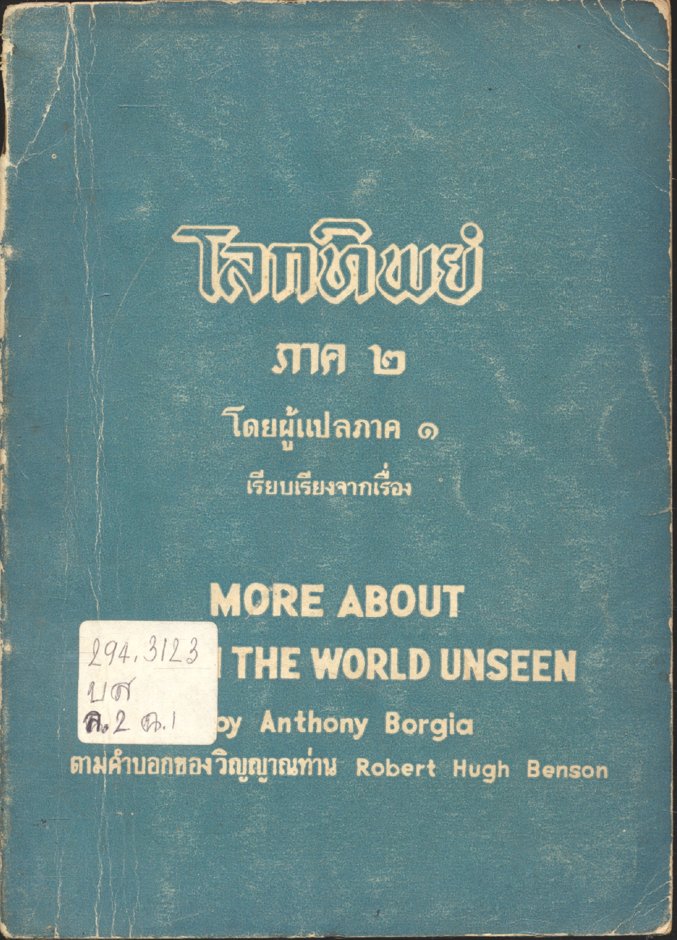 โลกทิพย์
ภาค ๒
โดยผู้แปลภาค ๑
เรียบเรียงจากเรื่อง
MORE ABOUT
THE WORLD UNSEEN
by Anthony Borgia
ตามคำบอกของวิญญาณท่าน Robert Hugh Benson
294.3123
บศ
ล.2 ฉ.1